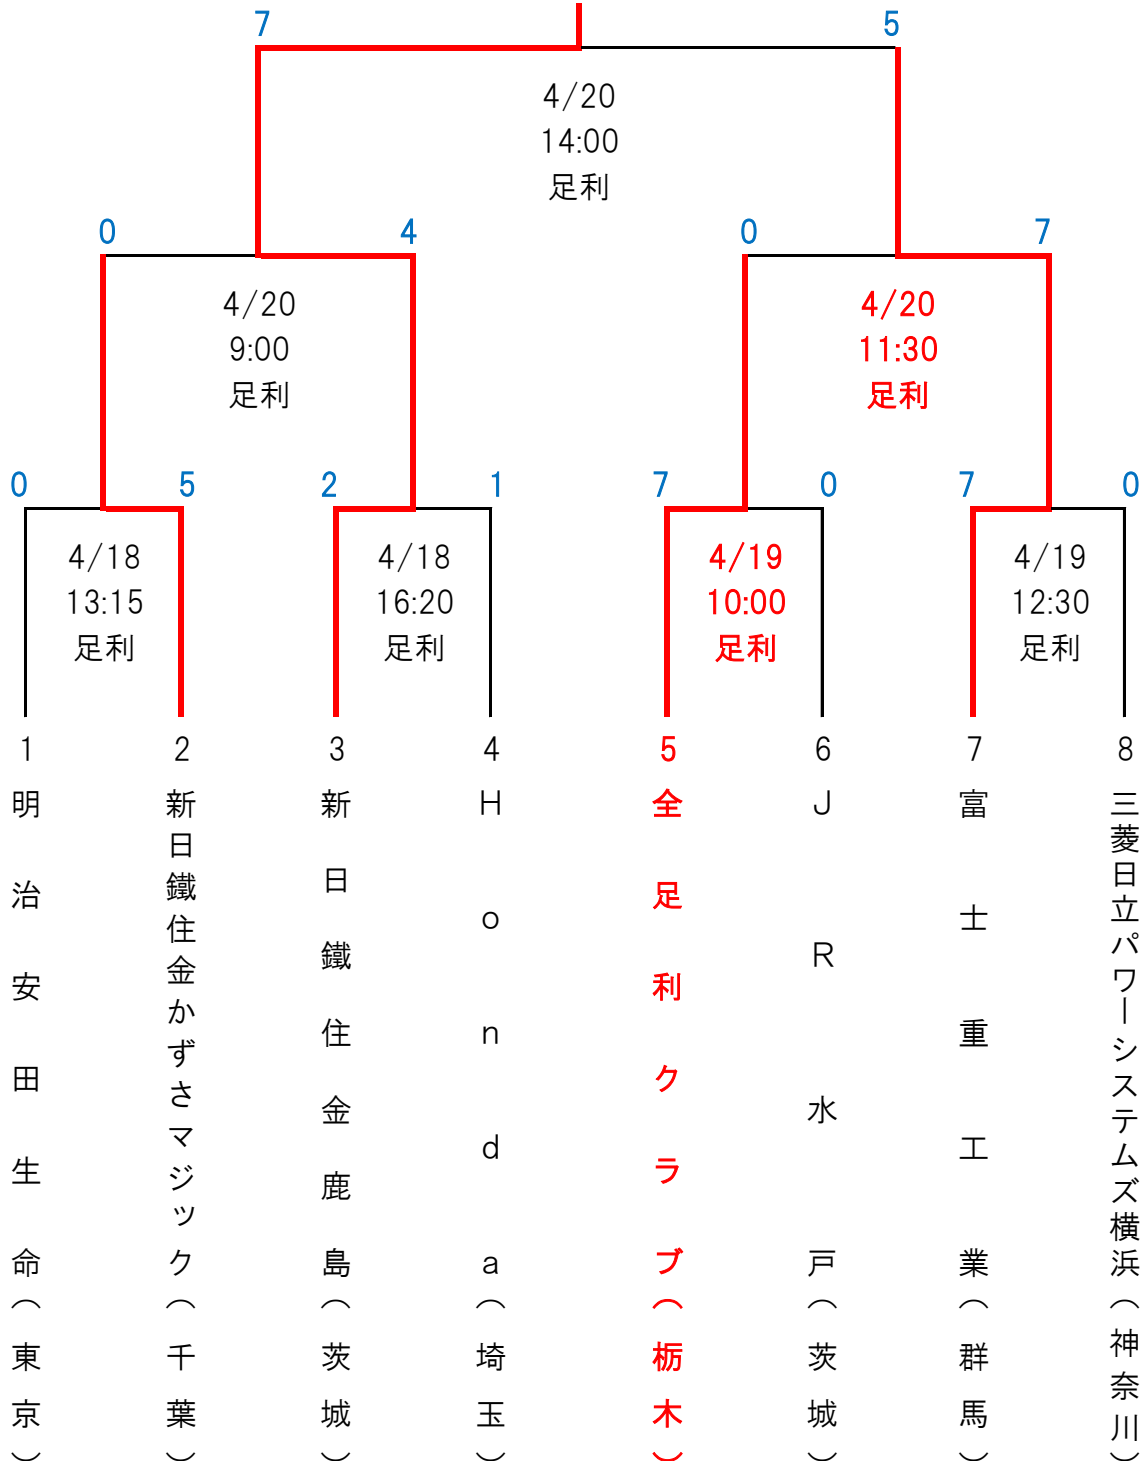 7
5
4/20
14:00
足利
0
4
0
7
4/20
9:00
足利
4/20
11:30
足利
0
5
2
1
7
0
7
0
4/18
13:15
足利
4/18
16:20
足利
4/19
10:00
足利
4/19
12:30
足利
1
2
3
4
5
6
7
8
明治安田生命（東京）
新日鐵住金かずさマジック（千葉）
新日鐵住金鹿島（茨城）
Honda（埼玉）
全足利クラブ（栃木）
JR水戸（茨城）
富士重工業（群馬）
三菱日立パワーシステムズ横浜（神奈川）